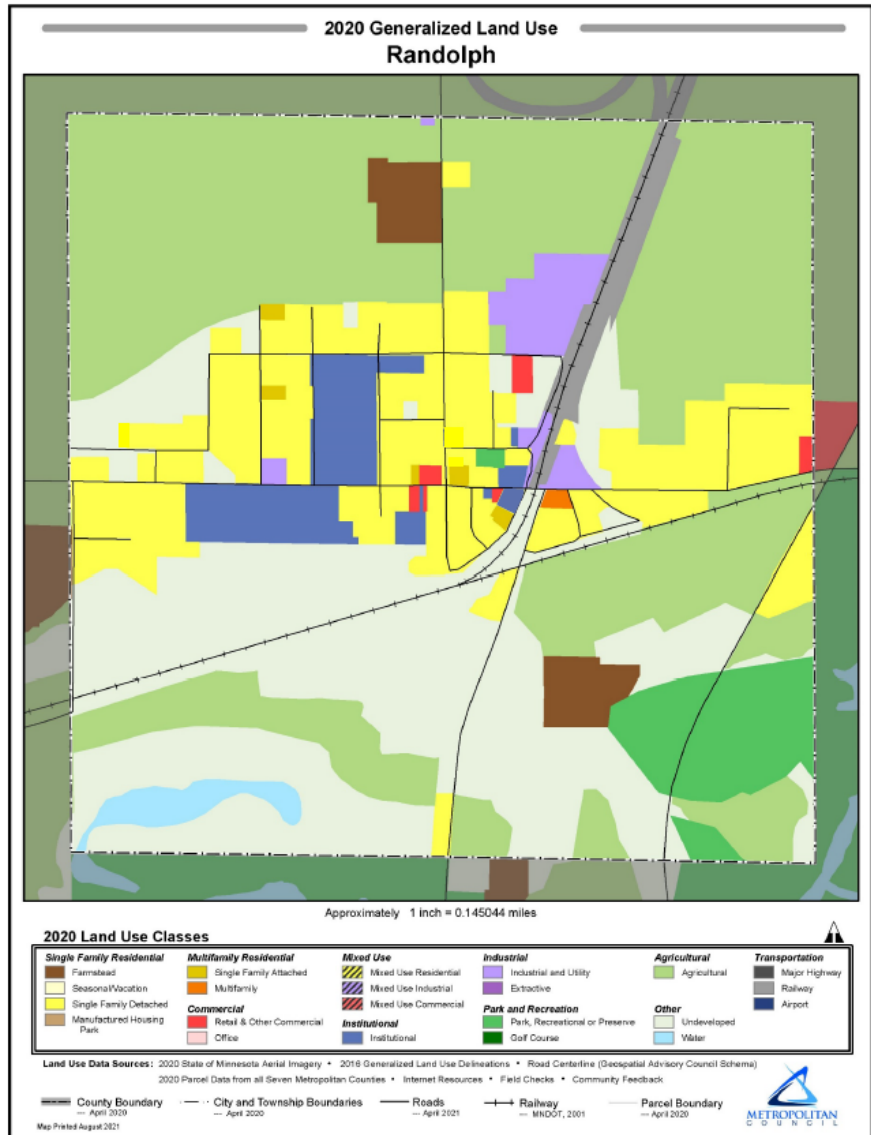 2020 Generalized Land Use
Randolph
Approximately 1 inch = 0.145044 miles
2020 Land Use Classes
Single Family Residential
Farmstead
Seasonal/Vacation
Single Family Detached
Manufactured Housing
Park
Multifamily Residential
Single Family Attached
Multifamily
Commercial
Retail & Other Commercial
Office
Mixed Use
Mixed Use Residential
Mixed Use Industrial
Mixed Use Commercial
Institutional
Institutional
Industrial
Industrial and Utility
Extractive
Park and Recreation
Park, Recreational or Preserve
Golf Course
Agricultural
Agricultural
Other
Undeveloped
Water
Transportation
Major Highway
Railway
Airport
Land Use Data Sources: 2020 State of Minnesota Aerial Imagery • 2016 Generalized Land Use Delineations • Road Centerline (Geospatial Advisory Council Schema)
2020 Parcel Data from all Seven Metropolitan Counties • Internet Resources • Field Checks • Community Feedback
County Boundary
--- April 2020
City and Township Boundaries
--- April 2020
Roads
--- April 2021
Railway
--- MNDOT, 2001
Parcel Boundary
--- April 2020
Map Printed August 2021
METROPOLITAN
COUNCIL